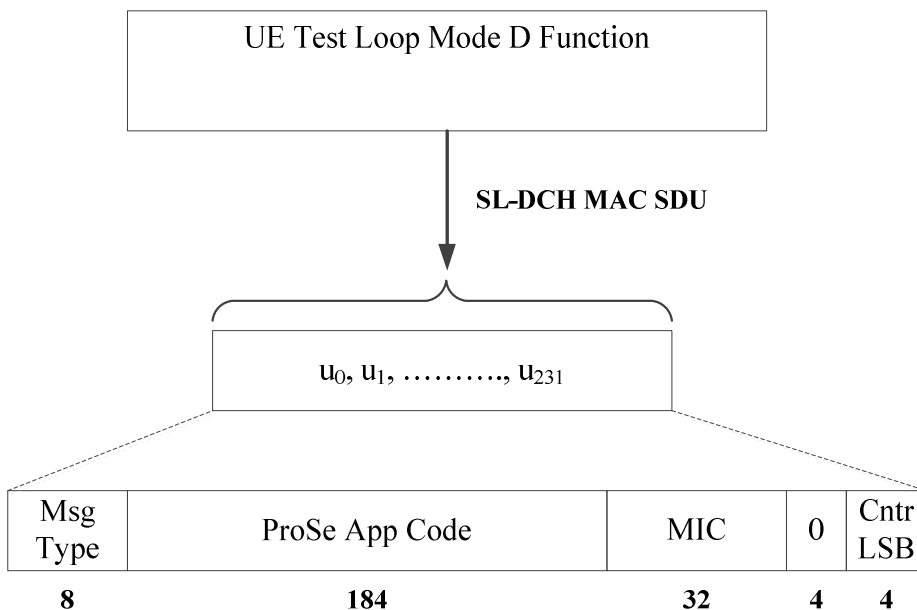 UE Test Loop Mode D Function
SL-DCH MAC SDU
u₀, u₁, ………., u₂₃₁
Msg
Type
ProSe App Code
MIC
0
Cntr
LSB
8
184
32
4
4